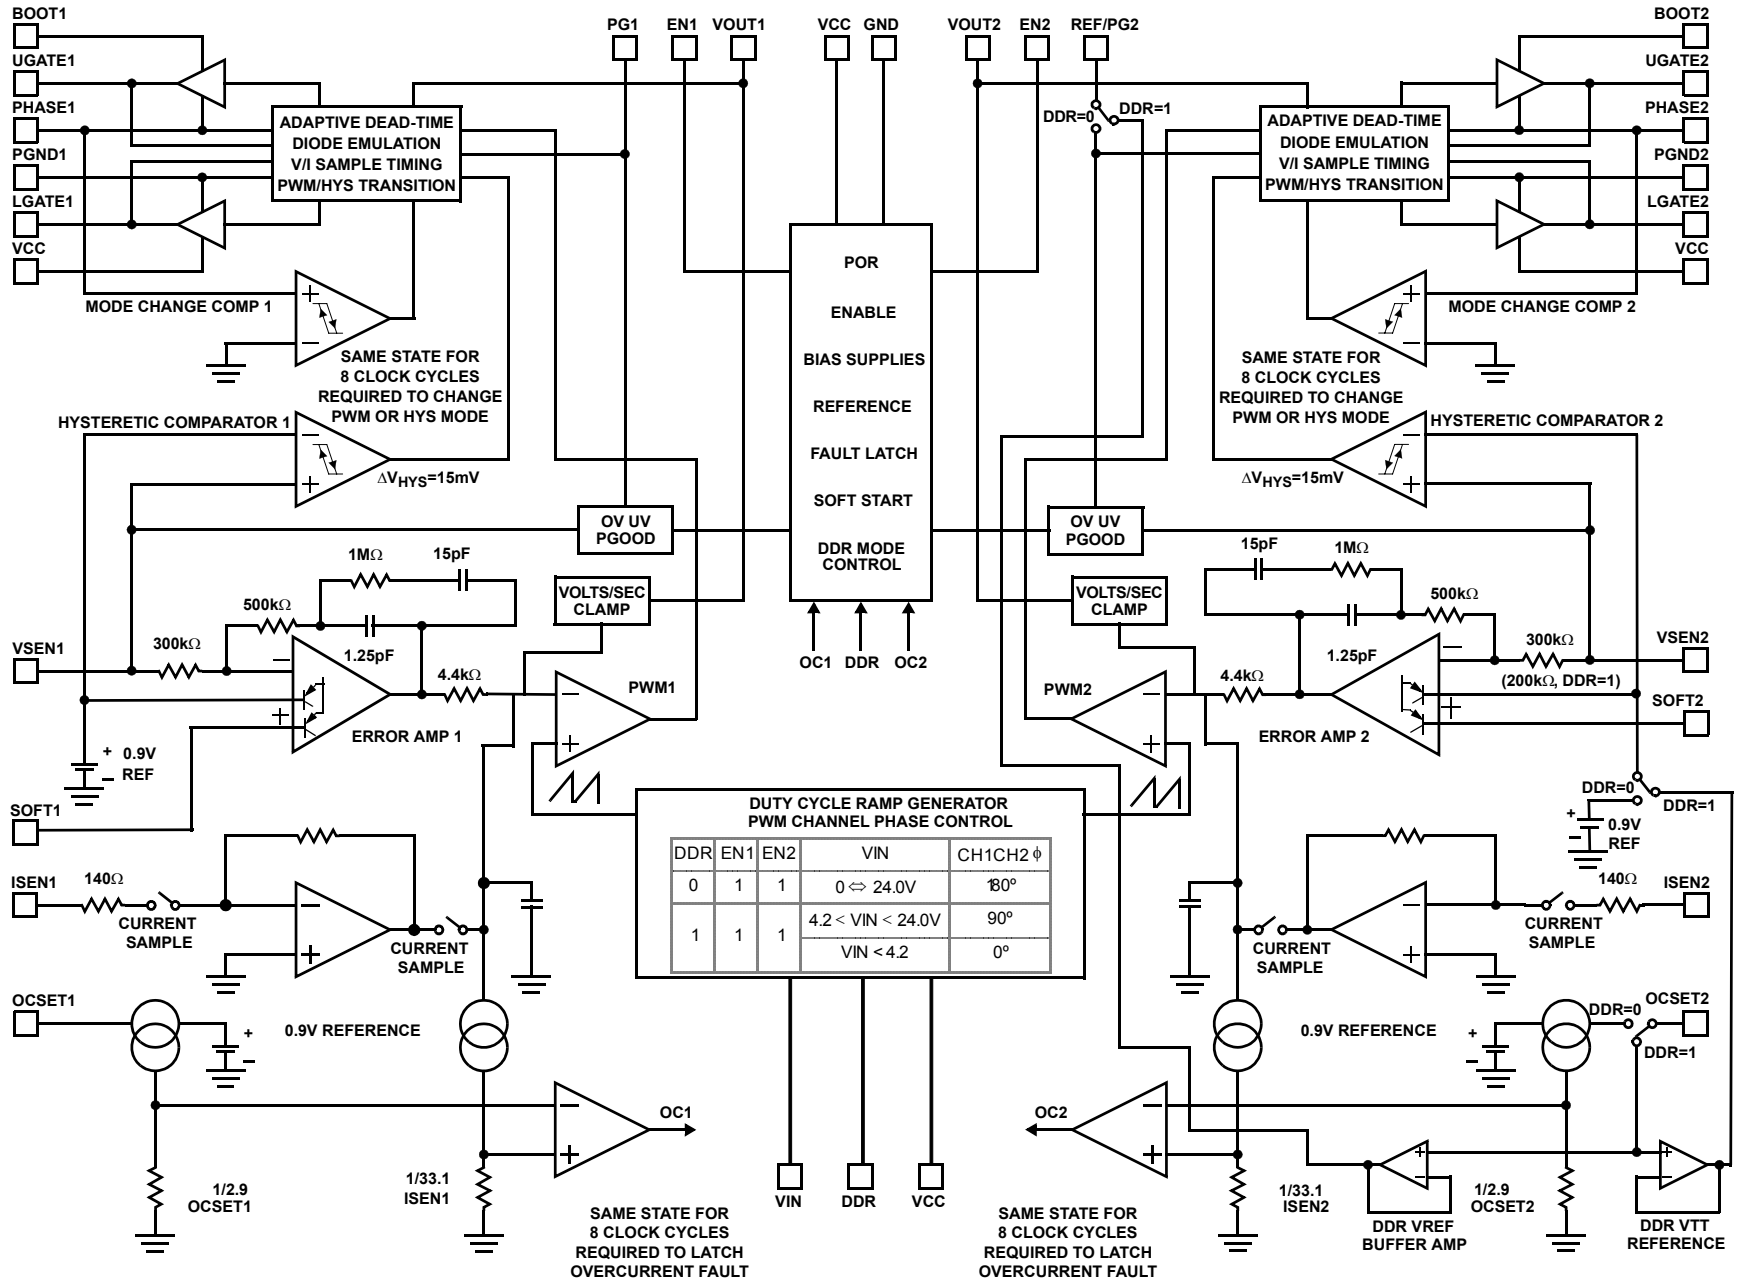 BOOT1
UGATE1
PHASE1
PGND1
LGATE1
VCC
PG1
EN1
VOUT1
VCC
GND
VOUT2
EN2
REF/PG2
BOOT2
UGATE2
PHASE2
PGND2
LGATE2
VCC
DDR=0
DDR=1
ADAPTIVE DEAD-TIME
DIODE EMULATION
V/I SAMPLE TIMING
PWM/HYS TRANSITION
ADAPTIVE DEAD-TIME
DIODE EMULATION
V/I SAMPLE TIMING
PWM/HYS TRANSITION
POR
ENABLE
BIAS SUPPLIES
REFERENCE
FAULT LATCH
SOFT START
DDR MODE
CONTROL
OC1
DDR
OC2
+
−
MODE CHANGE COMP 1
SAME STATE FOR
8 CLOCK CYCLES
REQUIRED TO CHANGE
PWM OR HYS MODE
+
−
MODE CHANGE COMP 2
SAME STATE FOR
8 CLOCK CYCLES
REQUIRED TO CHANGE
PWM OR HYS MODE
HYSTERETIC COMPARATOR 1
−
+
ΔVHYS=15mV
HYSTERETIC COMPARATOR 2
−
+
ΔVHYS=15mV
OV UV
PGOOD
OV UV
PGOOD
1MΩ
15pF
500kΩ
300kΩ
1.25pF
VSEN1
4.4kΩ
VOLTS/SEC
CLAMP
−
+
ERROR AMP 1
PWM1
−
+
+
−
0.9V
REF
SOFT1
15pF
1MΩ
500kΩ
300kΩ
(200kΩ, DDR=1)
1.25pF
VSEN2
4.4kΩ
VOLTS/SEC
CLAMP
−
+
ERROR AMP 2
PWM2
−
+
SOFT2
DDR=0
DDR=1
+
−
0.9V
REF
DUTY CYCLE RAMP GENERATOR
PWM CHANNEL PHASE CONTROL
DDR EN1 EN2 VIN CH1CH2 ϕ
0 1 1 0 ⇔ 24.0V 180º
1 1 1 4.2 < VIN < 24.0V 90º
VIN < 4.2 0º
VIN
DDR
VCC
ISEN1
140Ω
CURRENT
SAMPLE
−
+
CURRENT
SAMPLE
ISEN2
140Ω
CURRENT
SAMPLE
−
+
CURRENT
SAMPLE
OCSET1
+
−
0.9V REFERENCE
−
+
OC1
1/2.9
OCSET1
1/33.1
ISEN1
SAME STATE FOR
8 CLOCK CYCLES
REQUIRED TO LATCH
OVERCURRENT FAULT
0.9V REFERENCE
+
−
DDR=0
OCSET2
DDR=1
−
+
OC2
1/33.1
ISEN2
1/2.9
OCSET2
SAME STATE FOR
8 CLOCK CYCLES
REQUIRED TO LATCH
OVERCURRENT FAULT
+
−
DDR VREF
BUFFER AMP
+
−
DDR VTT
REFERENCE